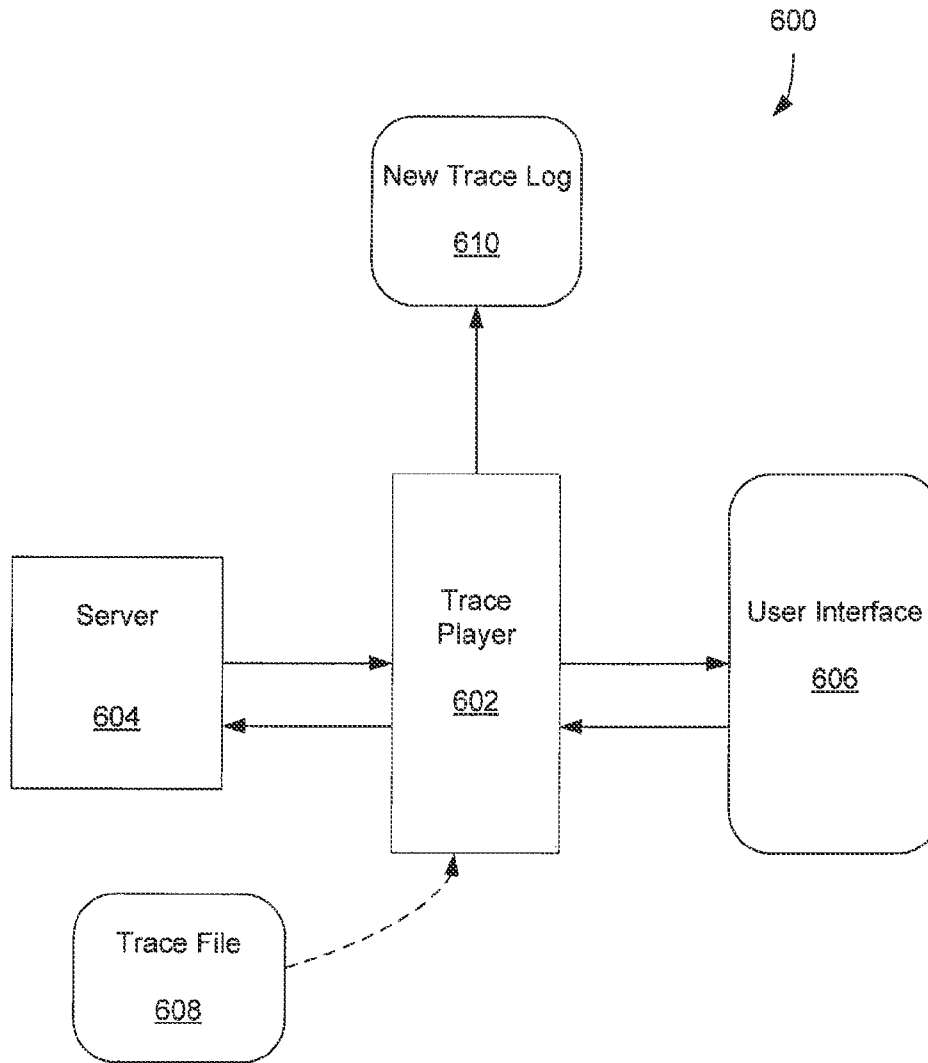 600
New Trace Log
610
Server
604
Trace
Player
602
User Interface
606
Trace File
608